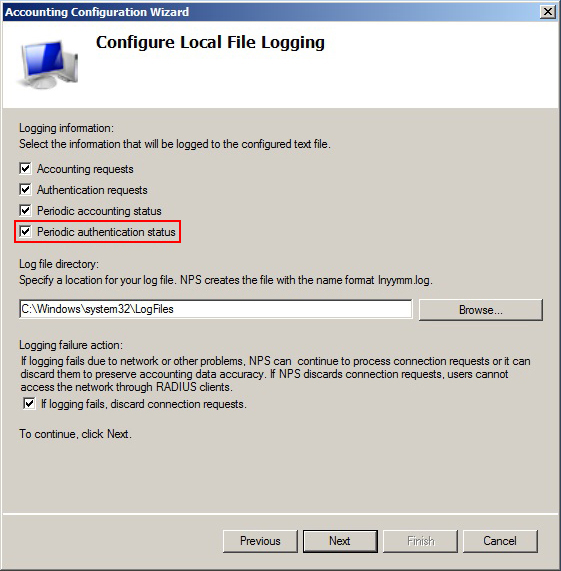 Accounting Configuration Wizard
Configure Local File Logging
Logging information:
Select the information that will be logged to the configured text file.
Accounting requests
Authentication requests
Periodic accounting status
Periodic authentication status
Log file directory:
Specify a location for your log file. NPS creates the file with the name format Inyymm.log.
C:\Windows\system32\LogFiles
Browse...
Logging failure action:
If logging fails due to network or other problems, NPS can continue to process connection requests or it can
discard them to preserve accounting data accuracy. If NPS discards connection requests, users cannot
access the network through RADIUS clients.
If logging fails, discard connection requests.
To continue, click Next.
Previous
Next
Finish
Cancel